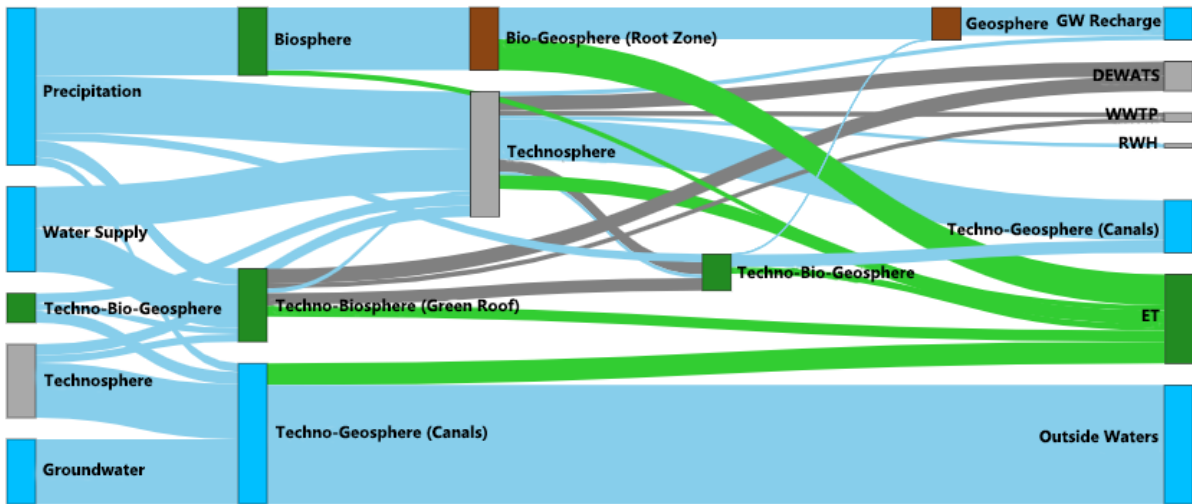 Precipitation
Water Supply
Techno-Bio-Geosphere
Technosphere
Groundwater
Biosphere
Techno-Biosphere (Green Roof)
Techno-Geosphere (Canals)
Bio-Geosphere (Root Zone)
Technosphere
Techno-Bio-Geosphere
Geosphere
GW Recharge
DEWATS
WWTP
RWH
Techno-Geosphere (Canals)
ET
Outside Waters